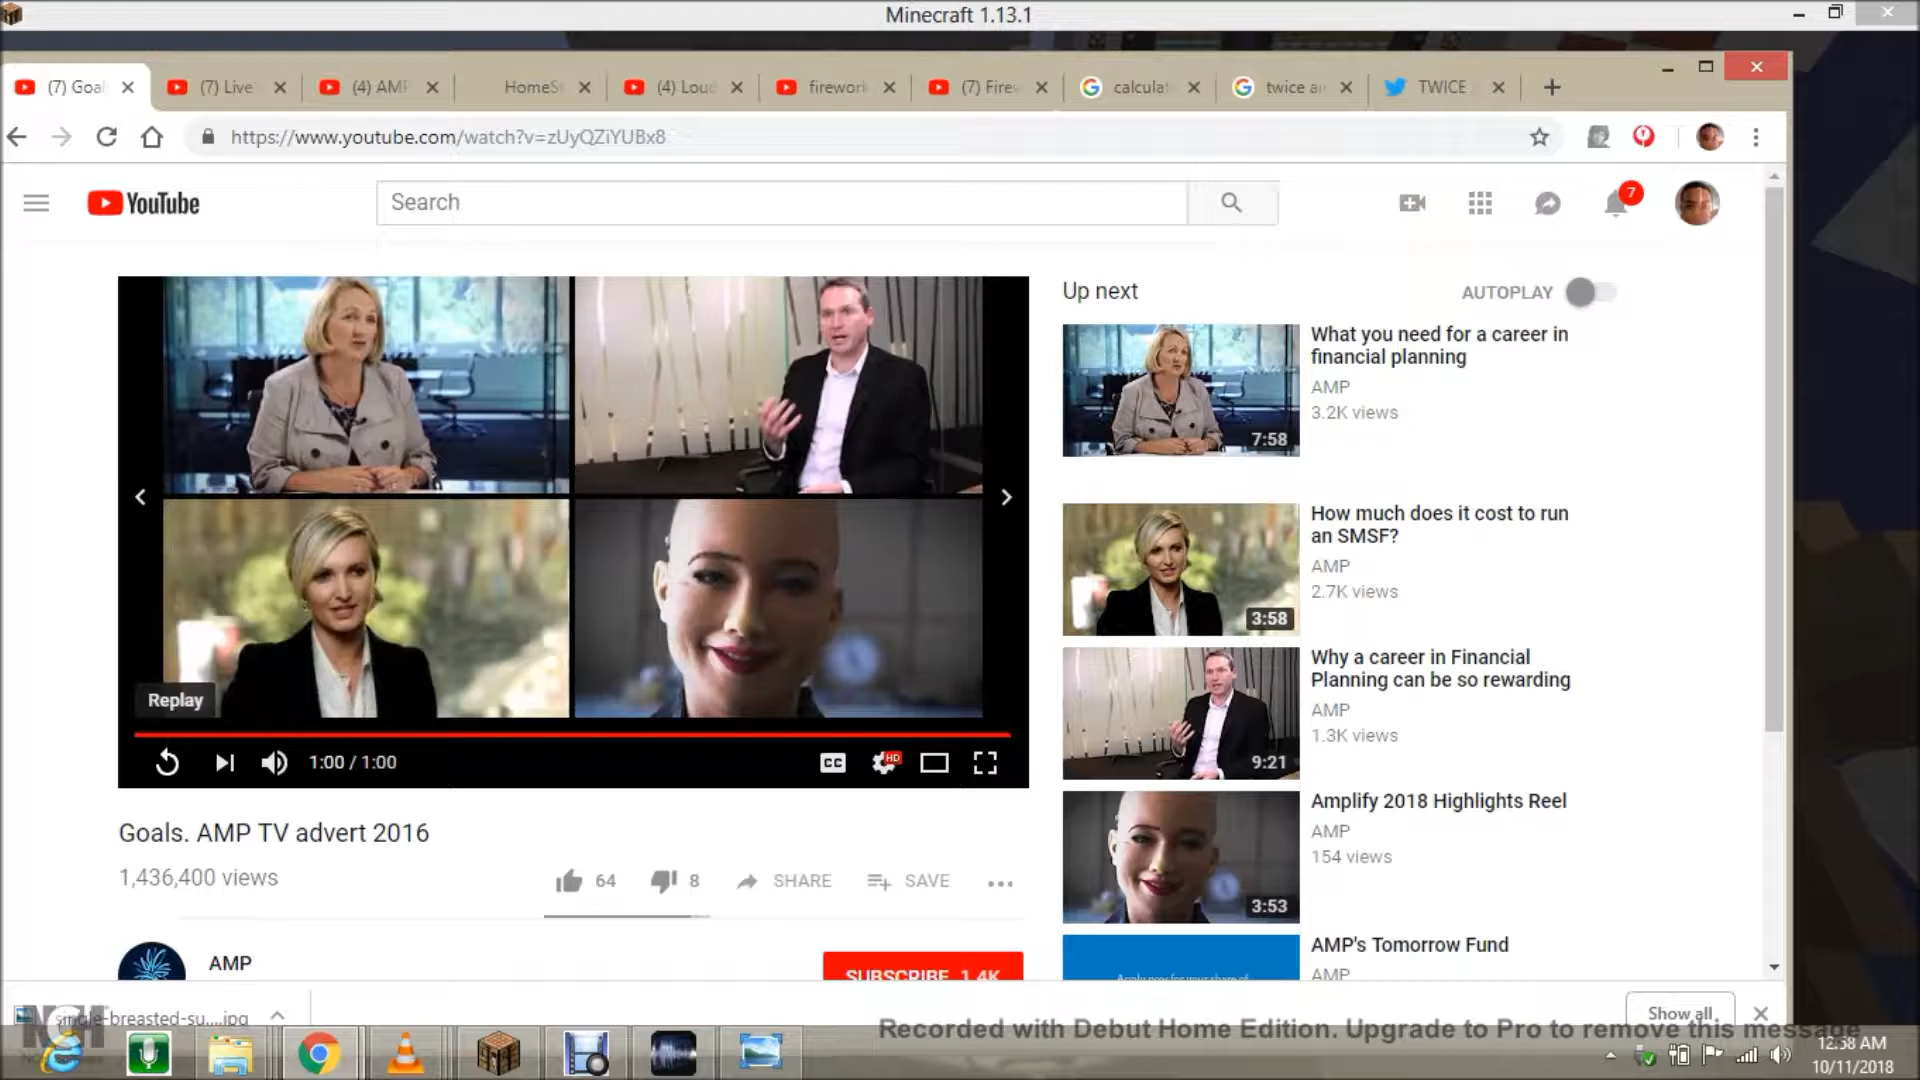 Minecraft 1.13.1
(7) Goal
(7) Live
(4) AMP
HomeS
(4) Loud
firework
(7) Firew
calculat
twice a
TWICE
https://www.youtube.com/watch?v=zUyQZiYUBx8
YouTube
Search
7
Up next
AUTOPLAY
What you need for a career in
financial planning
AMP
3.2K views
7:58
How much does it cost to run
an SMSF?
AMP
2.7K views
3:58
Why a career in Financial
Planning can be so rewarding
AMP
1.3K views
9:21
Amplify 2018 Highlights Reel
AMP
154 views
3:53
AMP's Tomorrow Fund
AMP
Replay
1:00 / 1:00
CC
HD
Goals. AMP TV advert 2016
1,436,400 views
64
8
SHARE
SAVE
AMP
SUBSCRIBE 1.4K
single-breasted-su....jpg
Show all
Recorded with Debut Home Edition. Upgrade to Pro to remove this message
12:38 AM
10/11/2018